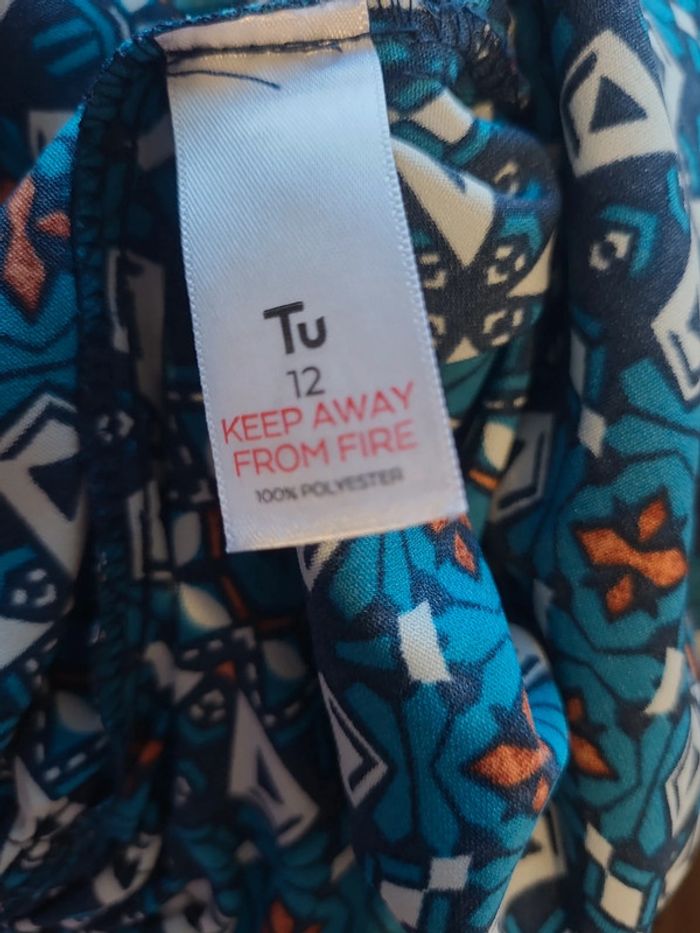 Tu
12
KEEP AWAY
FROM FIRE
100% POLYESTER